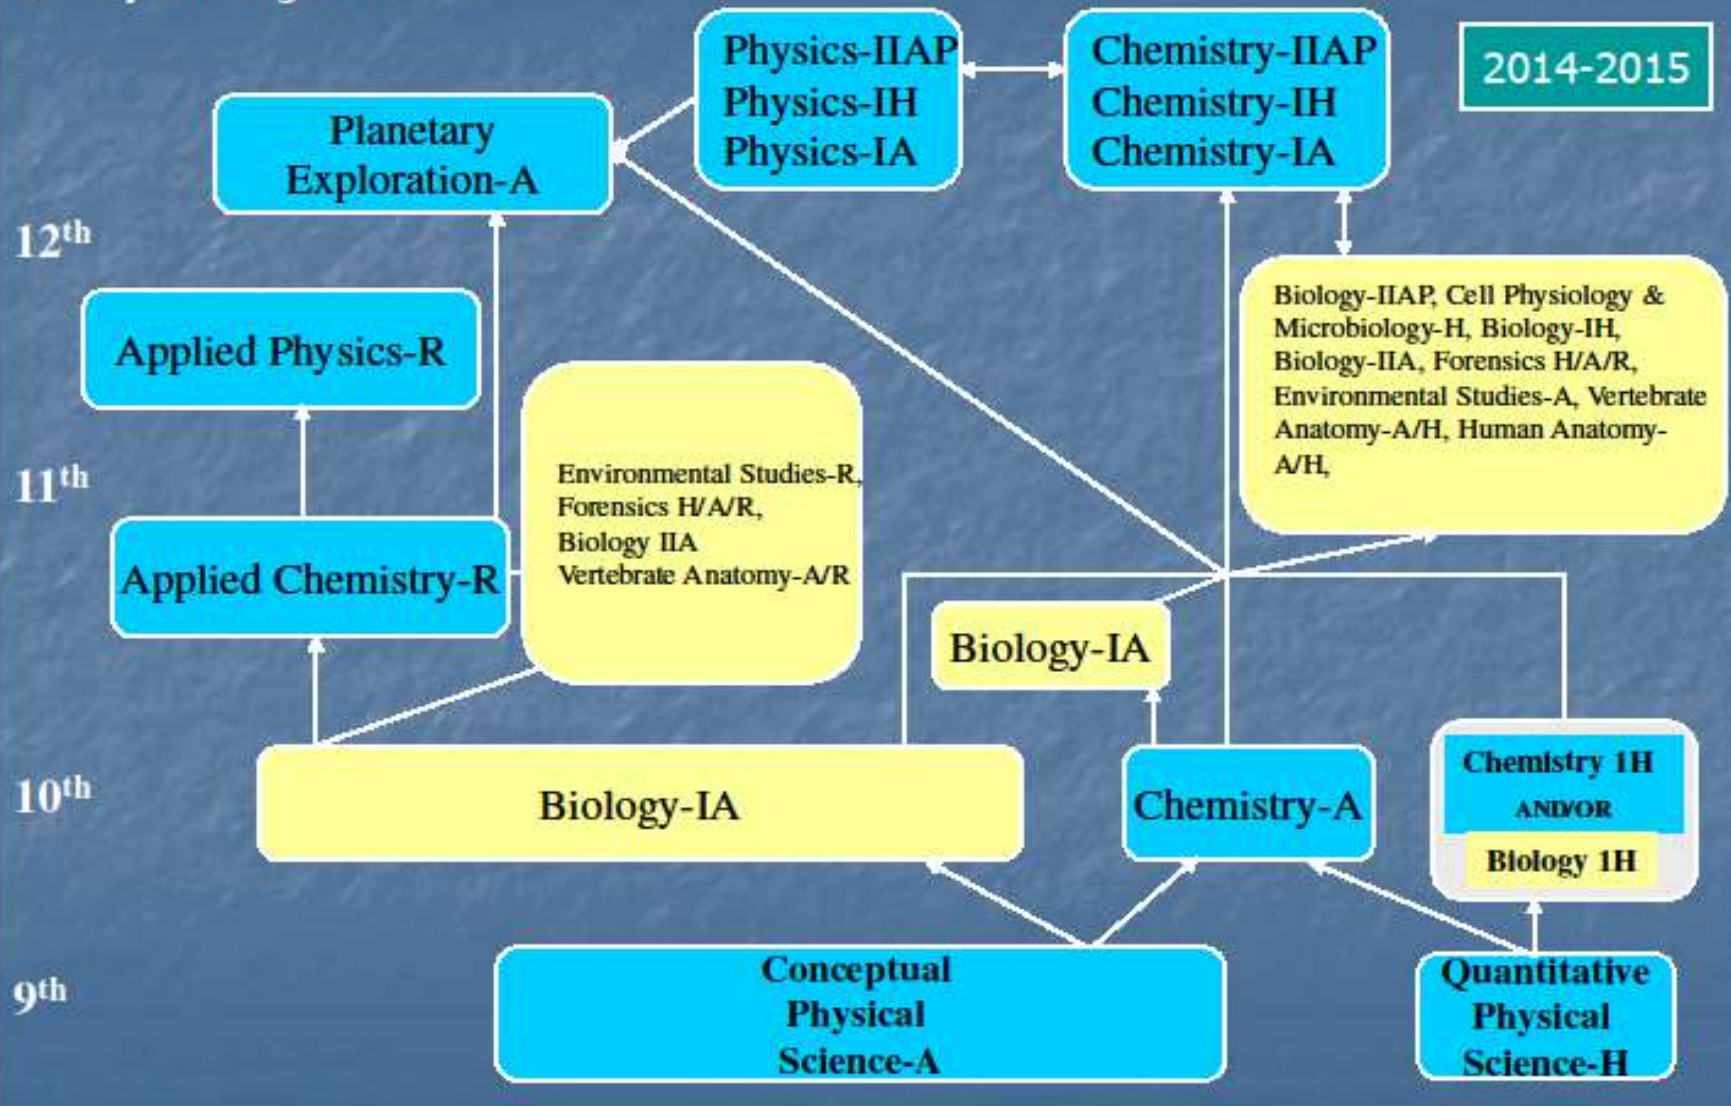 2014-2015
Physics-IIAP
Physics-IH
Physics-IA
Chemistry-IIAP
Chemistry-IH
Chemistry-IA
Planetary
Exploration-A
12th
Applied Physics-R
Biology-IIAP, Cell Physiology &
Microbiology-H, Biology-IH,
Biology-IIA, Forensics H/A/R,
Environmental Studies-A, Vertebrate
Anatomy-A/H, Human Anatomy-
A/H,
11th
Environmental Studies-R,
Forensics H/A/R,
Biology IIA
Vertebrate Anatomy-A/R
Applied Chemistry-R
Biology-IA
10th
Biology-IA
Chemistry-A
Chemistry 1H
AND/OR
Biology 1H
9th
Conceptual
Physical
Science-A
Quantitative
Physical
Science-H